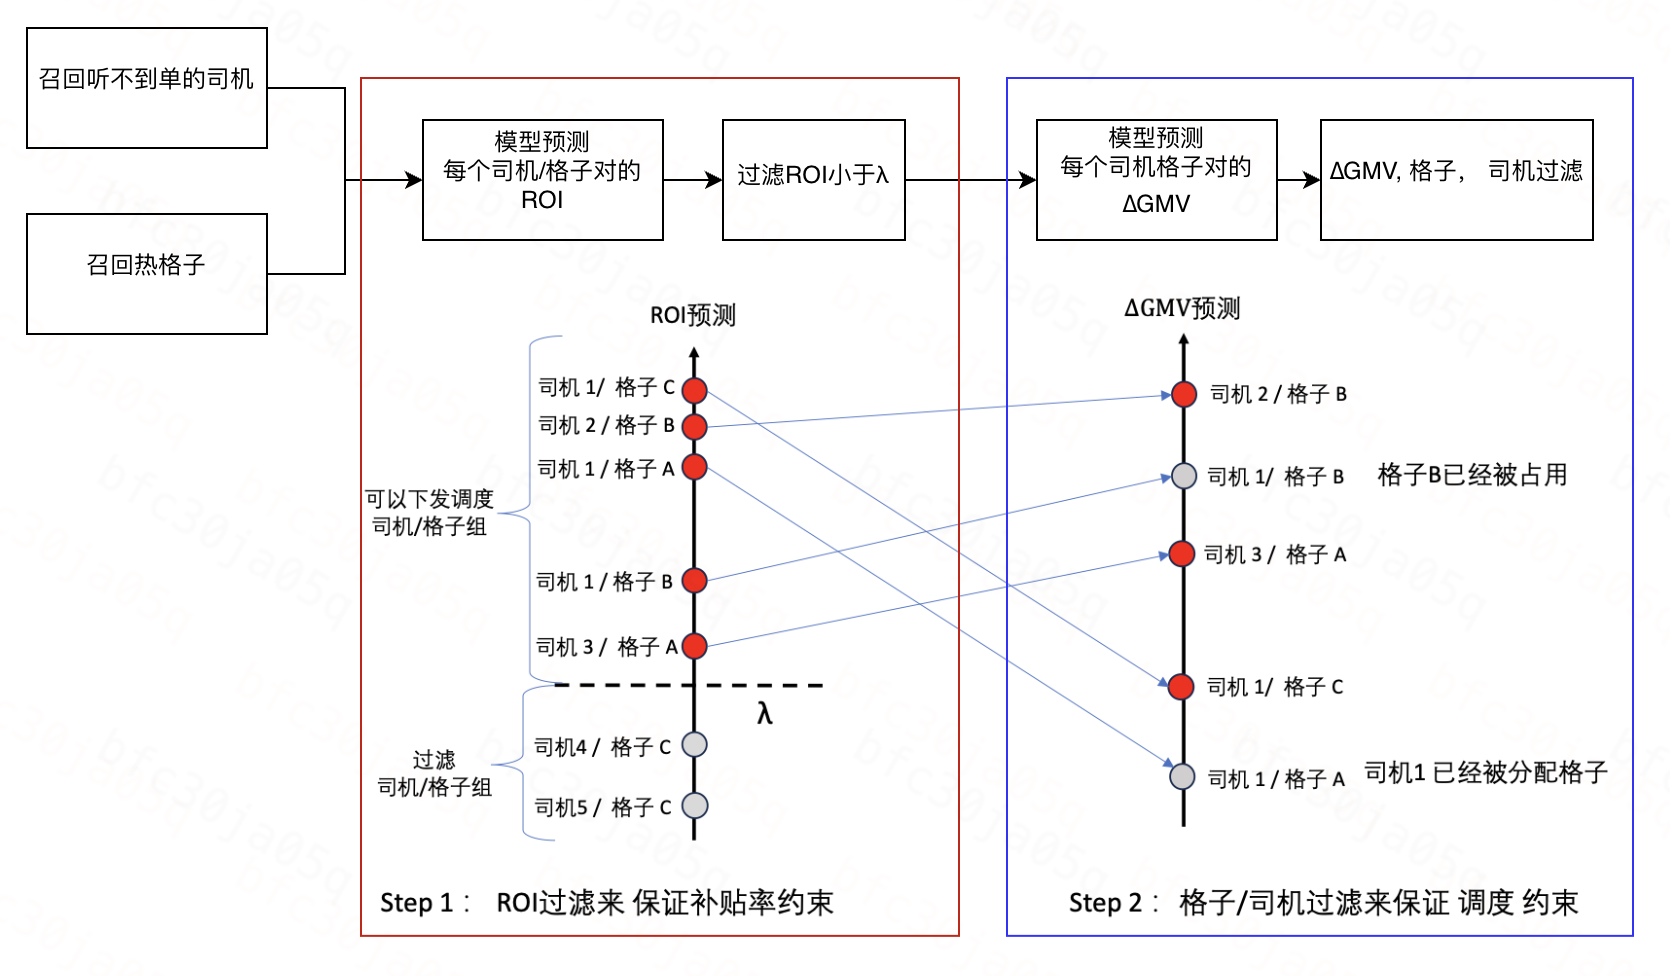 召回听不到单的司机
召回热格子
模型预测
每个司机/格子对的
ROI
过滤ROI小于λ
模型预测
每个司机格子对的
ΔGMV
ΔGMV, 格子， 司机过滤
ROI预测
司机 1/ 格子 C
司机 2 / 格子 B
司机 1 / 格子 A
可以下发调度
司机/格子组
司机 1 / 格子 B
司机 3 / 格子 A
λ
过滤
司机/格子组
司机4 / 格子 C
司机5 / 格子 C
Step 1： ROI过滤来 保证补贴率约束
ΔGMV预测
司机 2 / 格子 B
司机 1/ 格子 B 格子B已经被占用
司机 3 / 格子 A
司机 1/ 格子 C
司机 1 / 格子 A 司机1 已经被分配格子
Step 2： 格子/司机过滤来保证 调度 约束